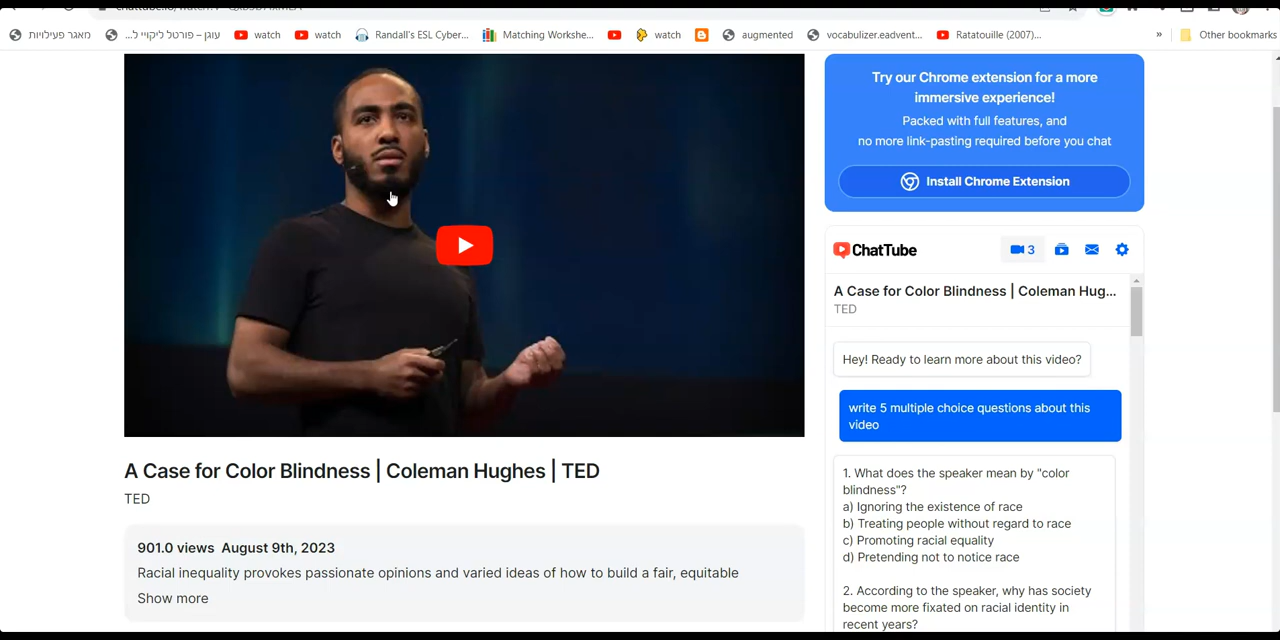 מאגר פעילויות
עוגן – פורטל ליקויי ל...
watch
watch
Randall's ESL Cyber...
Matching Workshe...
watch
augmented
vocabulizer.eadvent...
Ratatouille (2007)...
»
Other bookmarks
Try our Chrome extension for a more
immersive experience!
Packed with full features, and
no more link-pasting required before you chat
Install Chrome Extension
ChatTube
3
A Case for Color Blindness | Coleman Hug...
TED
Hey! Ready to learn more about this video?
write 5 multiple choice questions about this
video
1. What does the speaker mean by "color
blindness"?
a) Ignoring the existence of race
b) Treating people without regard to race
c) Promoting racial equality
d) Pretending not to notice race
2. According to the speaker, why has society
become more fixated on racial identity in
recent years?
A Case for Color Blindness | Coleman Hughes | TED
TED
901.0 views August 9th, 2023
Racial inequality provokes passionate opinions and varied ideas of how to build a fair, equitable
Show more